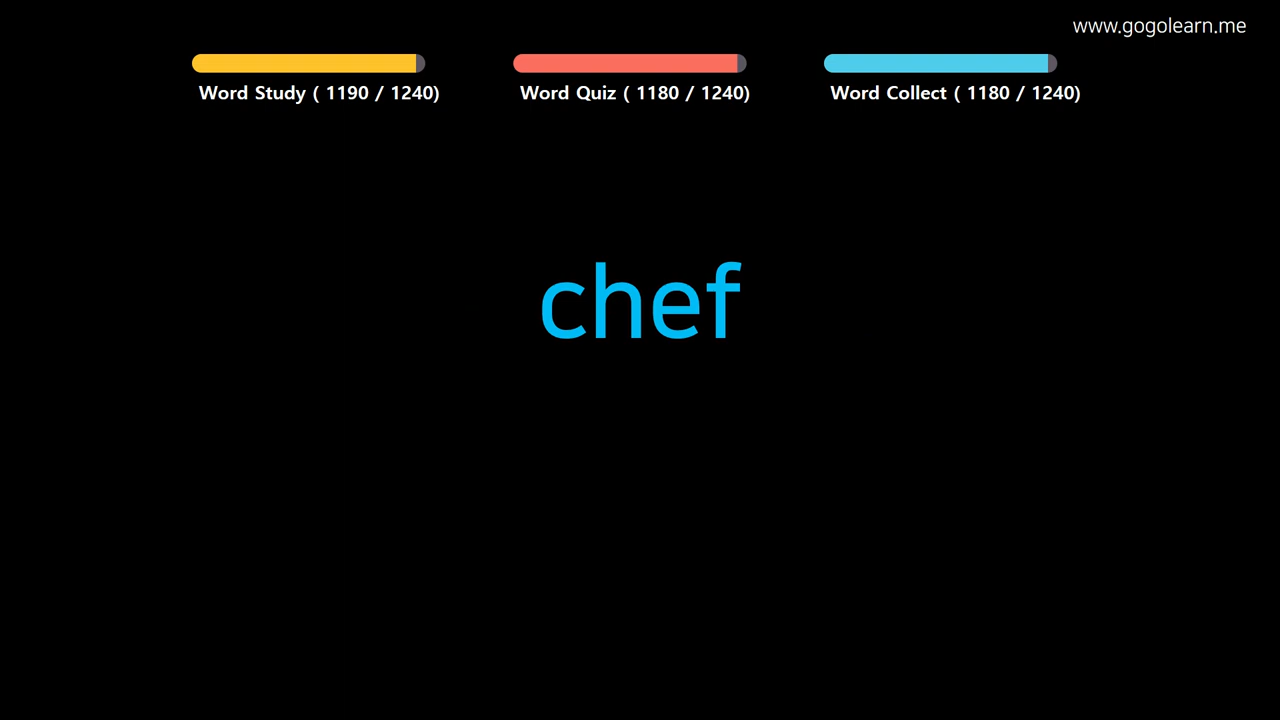 www.gogolearn.me
Word Study ( 1190 / 1240)
Word Quiz ( 1180 / 1240)
Word Collect ( 1180 / 1240)
chef